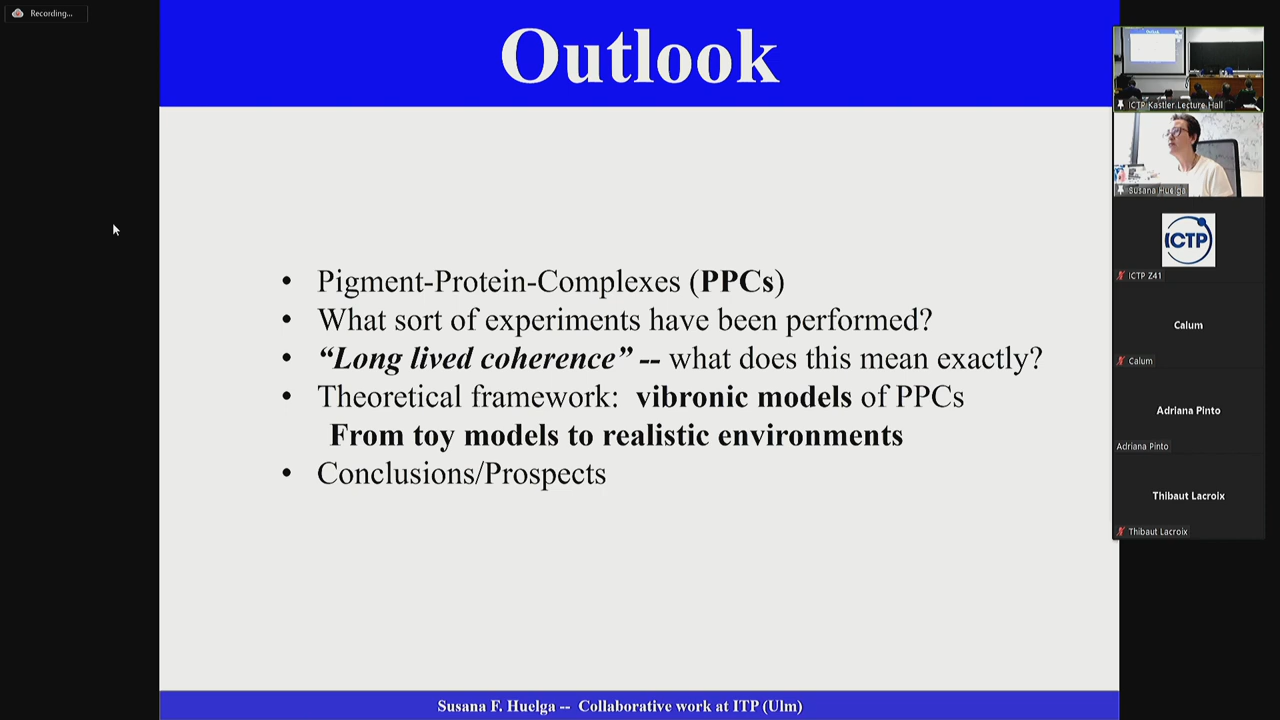 Recording...
Outlook
• Pigment-Protein-Complexes (PPCs)
• What sort of experiments have been performed?
• “Long lived coherence” -- what does this mean exactly?
• Theoretical framework: vibronic models of PPCs
From toy models to realistic environments
• Conclusions/Prospects
Susana F. Huelga -- Collaborative work at ITP (Ulm)
Outlook
ICTP Kastler Lecture Hall
Susana Huelga
ICTP
ICTP Z41
Calum
Calum
Adriana Pinto
Adriana Pinto
Thibaut Lacroix
Thibaut Lacroix